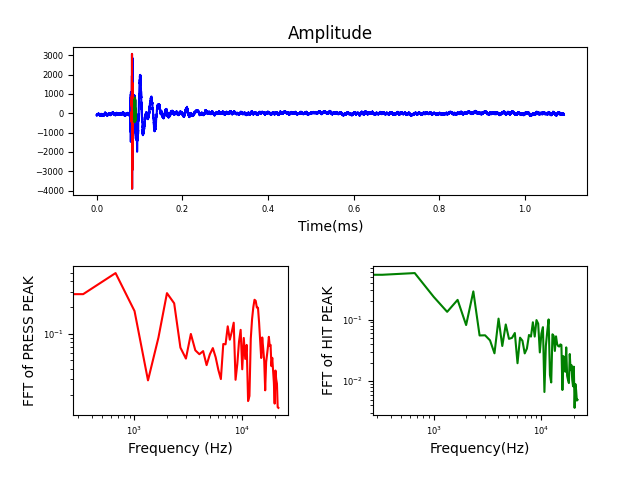 Amplitude
3000
2000
1000
0
−1000
−2000
−3000
−4000
0.0 0.2 0.4 0.6 0.8 1.0
Time(ms)
FFT of PRESS PEAK
10⁻¹
10³ 10⁴
Frequency (Hz)
FFT of HIT PEAK
10⁻¹
10⁻²
10³ 10⁴
Frequency(Hz)